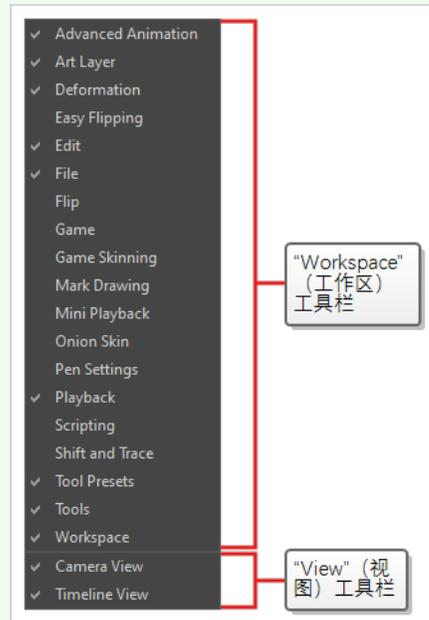 Advanced Animation
Art Layer
Deformation
Easy Flipping
Edit
File
Flip
Game
Game Skinning
Mark Drawing
Mini Playback
Onion Skin
Pen Settings
Playback
Scripting
Shift and Trace
Tool Presets
Tools
Workspace
Camera View
Timeline View
“Workspace”
（工作区）
工具栏
“View”（视
图）工具栏